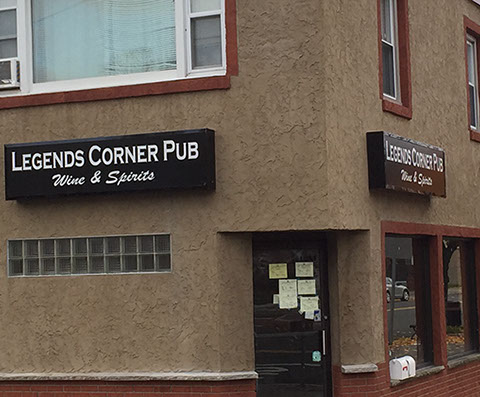 LEGENDS CORNER PUB
Wine & Spirits
LEGENDS CORNER PUB
Wine & Spirits